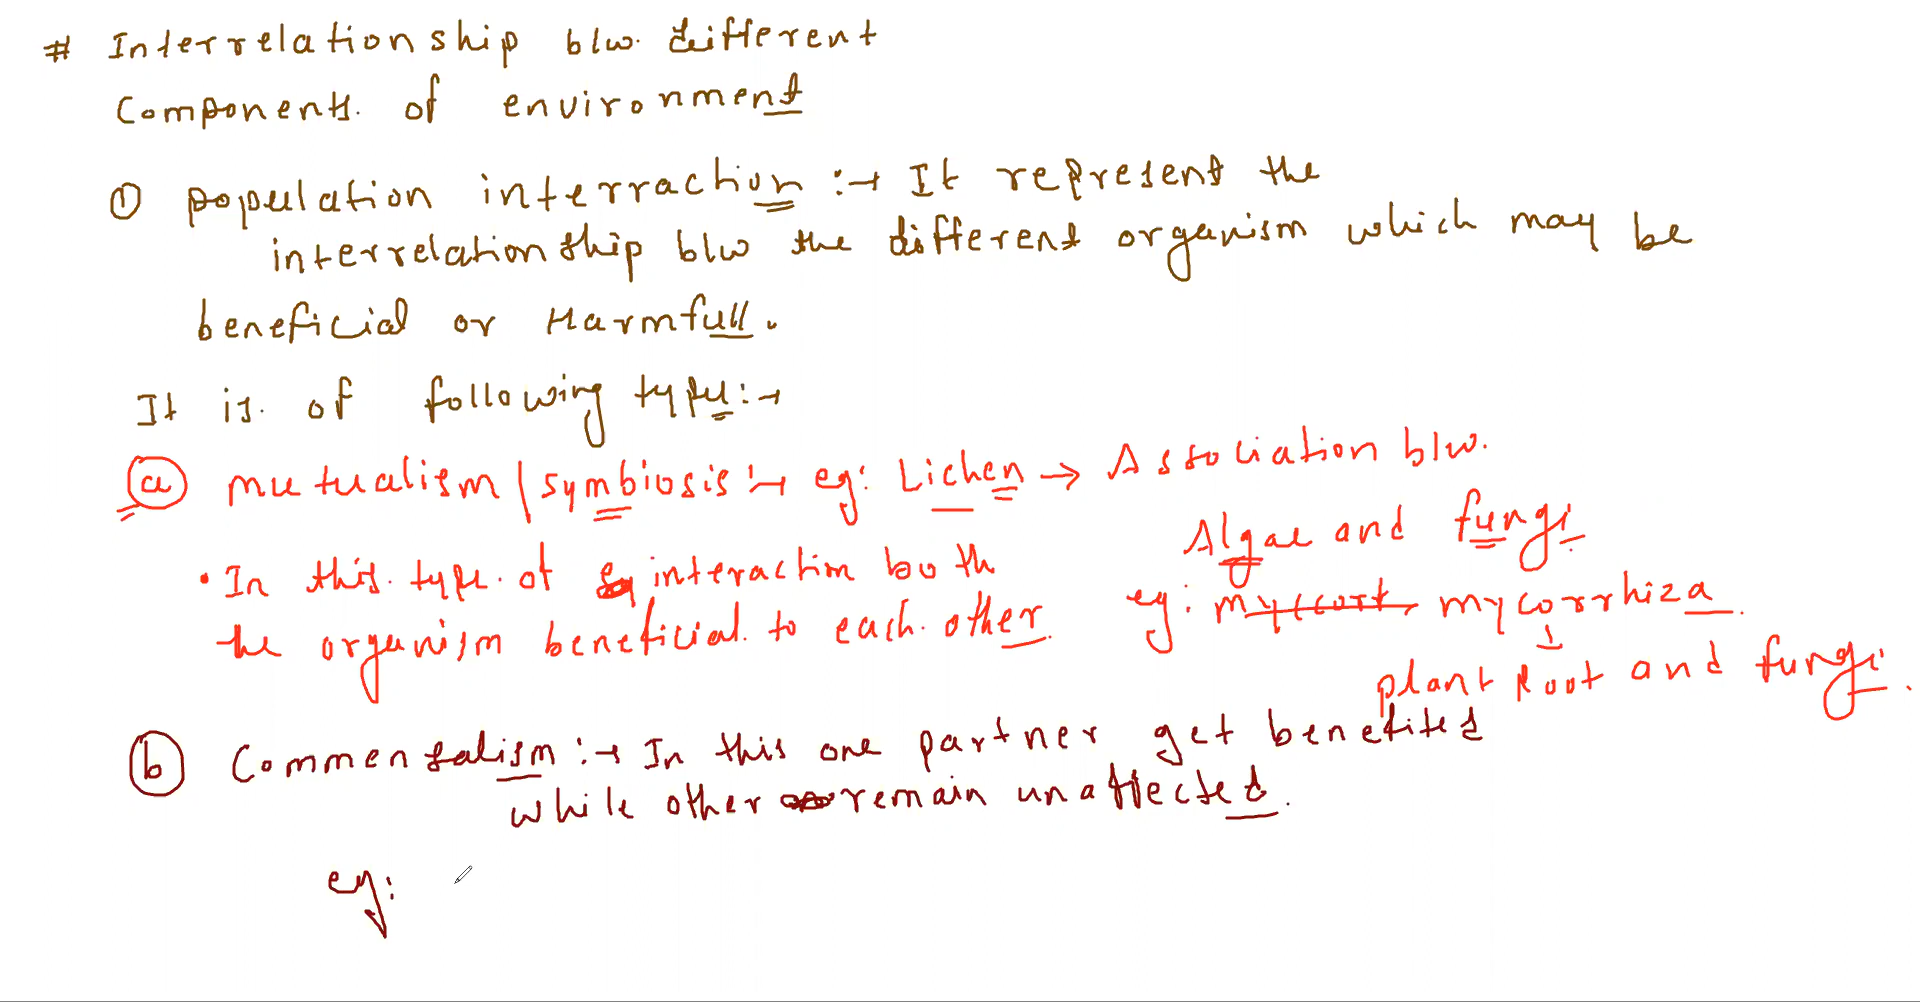 # Interrelationship b/w. different
Components. of environment
① population interraction :→ It represent the
interrelationship b/w the different organism which may be
beneficial or Harmfull.
It is. of following type :→
(a) mutualism / symbiosis :→ eg: Lichen → Association b/w.
Algae and fungi
• In this. type. of interaction booth
the organism beneficial. to each. other.
eg: mycorrhiza.
↓
plant Root and fungi.
(b) Commensalism :→ In this one partner get benefited
while other remain unaffected.
eg: